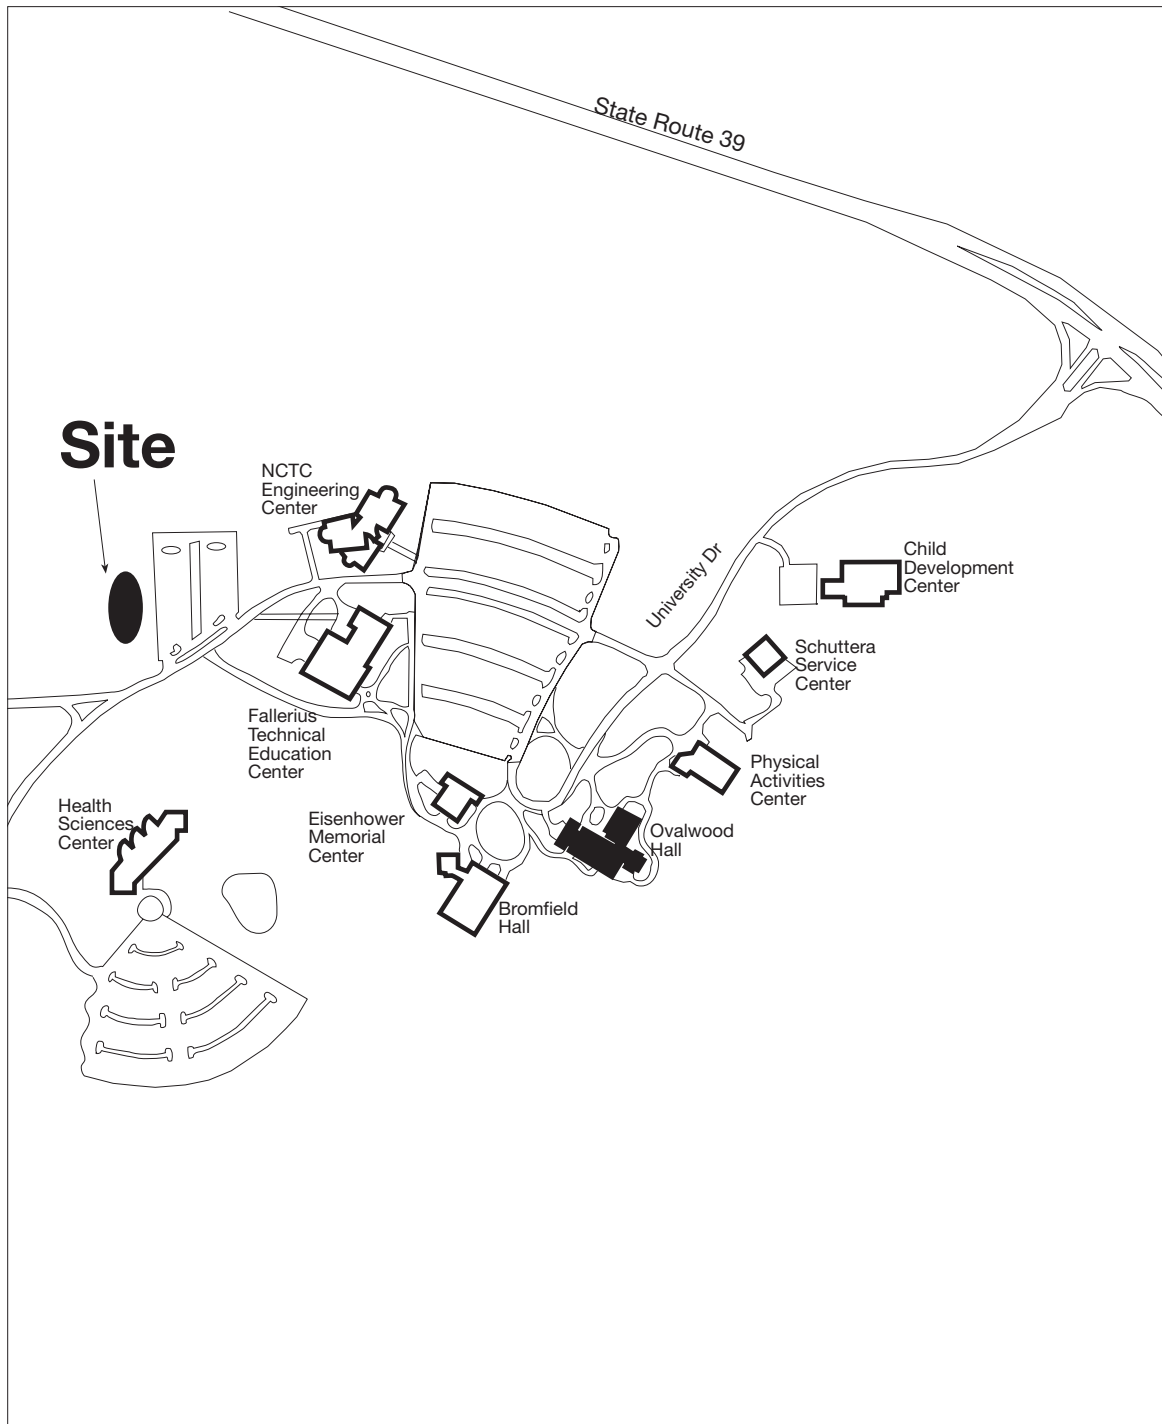 State Route 39
Site
NCTC
Engineering
Center
University Dr
Child
Development
Center
Schuttera
Service
Center
Fallerius
Technical
Education
Center
Physical
Activities
Center
Health
Sciences
Center
Eisenhower
Memorial
Center
Ovalwood
Hall
Bromfield
Hall